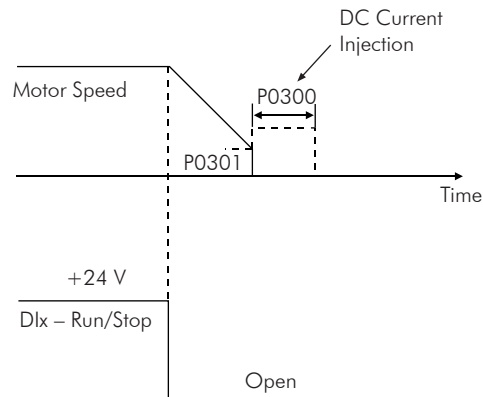 DC Current
Injection
Motor Speed
P0300
P0301
Time
+24 V
DIx – Run/Stop
Open